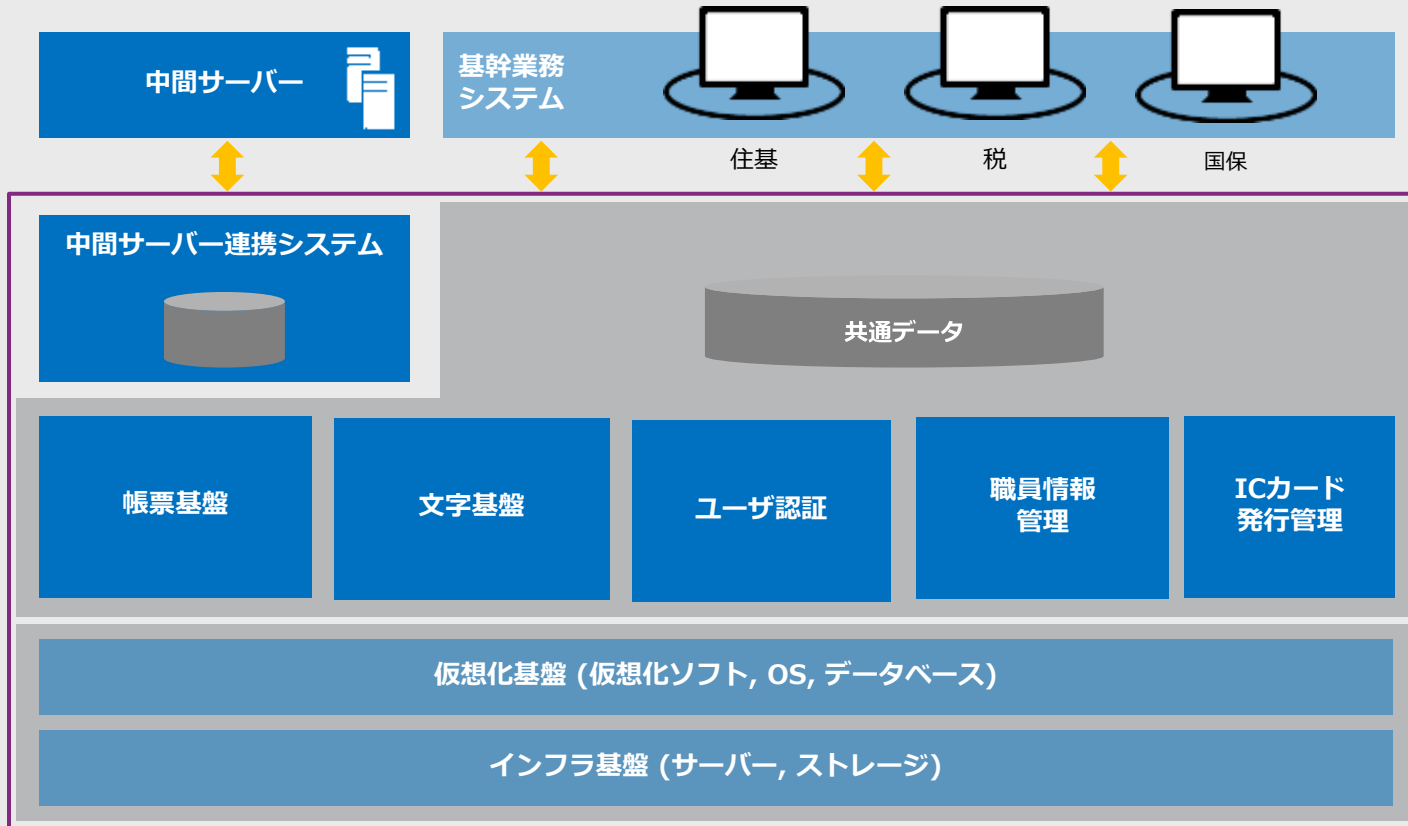 中間サーバー
基幹業務
システム
住基
税
国保
中間サーバー連携システム
共通データ
帳票基盤
文字基盤
ユーザ認証
職員情報
管理
ICカード
発行管理
仮想化基盤 (仮想化ソフト, OS, データベース)
インフラ基盤 (サーバー, ストレージ)